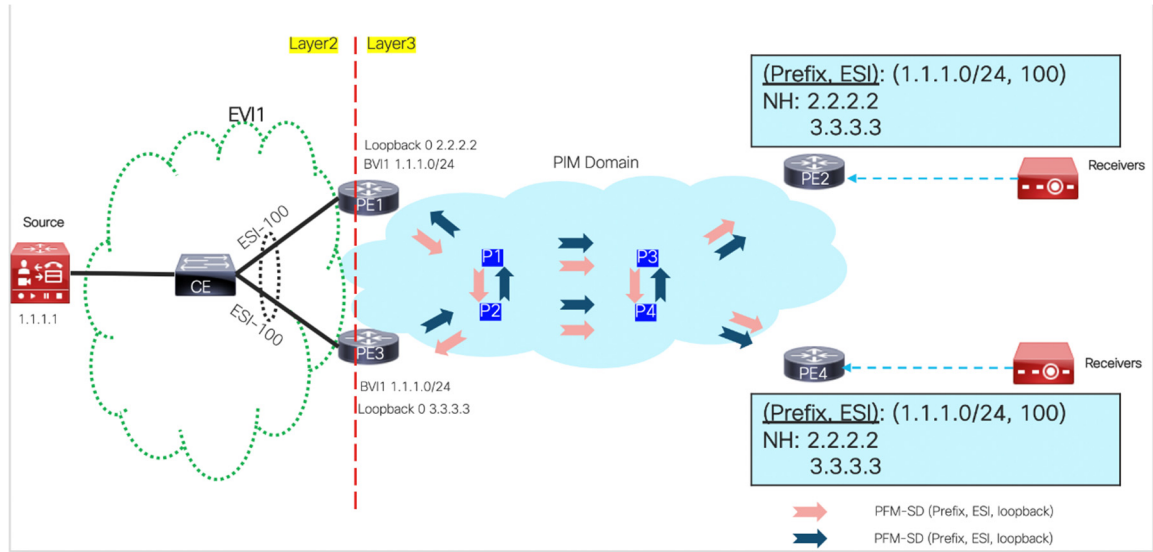 Layer2
Layer3
(Prefix, ESI): (1.1.1.0/24, 100)
NH: 2.2.2.2
3.3.3.3
EVI1
Loopback 0 2.2.2.2
BVI1 1.1.1.0/24
PIM Domain
PE1
PE2
Receivers
Source
ESI-100
CE
1.1.1.1
ESI-100
P1
P3
P2
P4
PE3
BVI1 1.1.1.0/24
Loopback 0 3.3.3.3
PE4
Receivers
(Prefix, ESI): (1.1.1.0/24, 100)
NH: 2.2.2.2
3.3.3.3
PFM-SD (Prefix, ESI, loopback)
PFM-SD (Prefix, ESI, loopback)